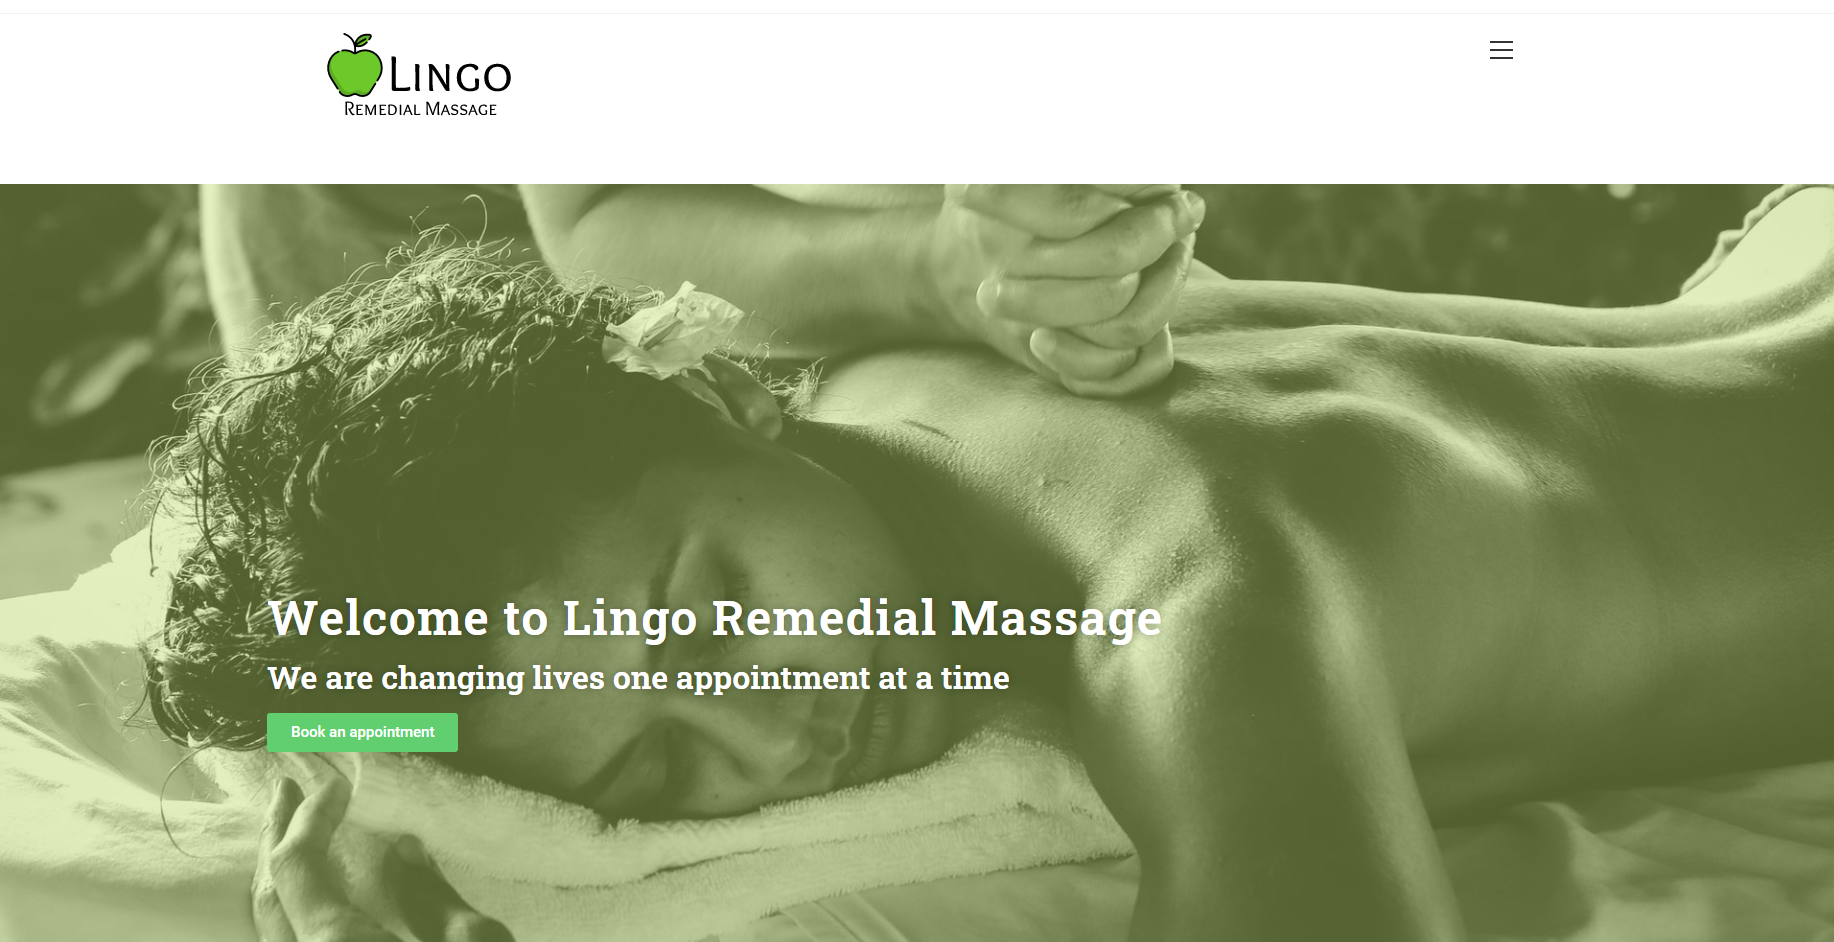 Lingo
Remedial Massage
Welcome to Lingo Remedial Massage
We are changing lives one appointment at a time
Book an appointment